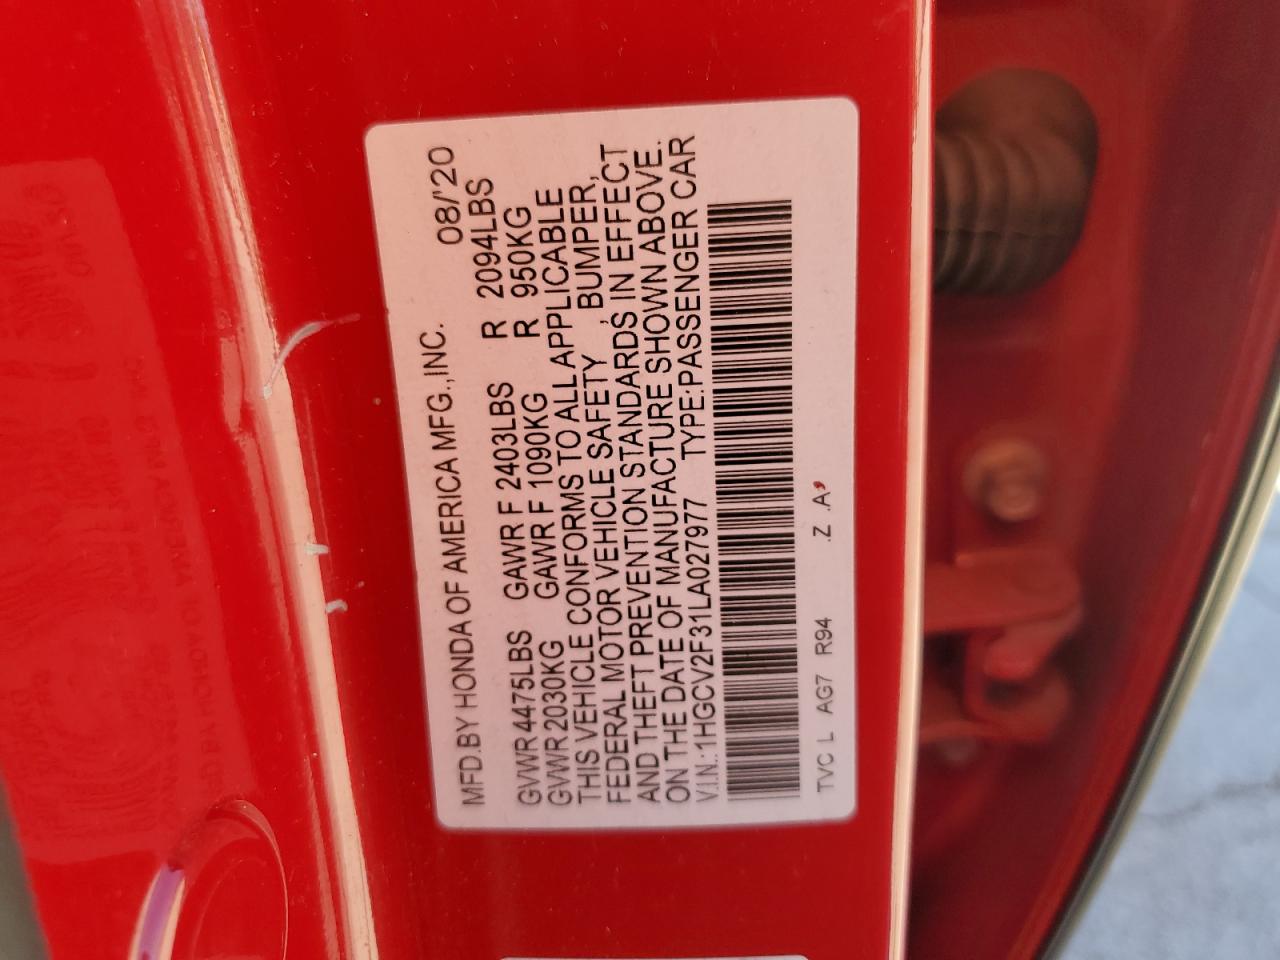 MFD.BY HONDA OF AMERICA MFG.,INC. 08/'20
GVWR 4475LBS GAWR F 2403LBS R 2094LBS
GVWR 2030KG GAWR F 1090KG R 950KG
THIS VEHICLE CONFORMS TO ALL APPLICABLE
FEDERAL MOTOR VEHICLE SAFETY , BUMPER,
AND THEFT PREVENTION STANDARDS IN EFFECT
ON THE DATE OF MANUFACTURE SHOWN ABOVE.
V.I.N.:1HGCV2F31LA027977 TYPE:PASSENGER CAR
TVC L AG7 R94 .Z .A